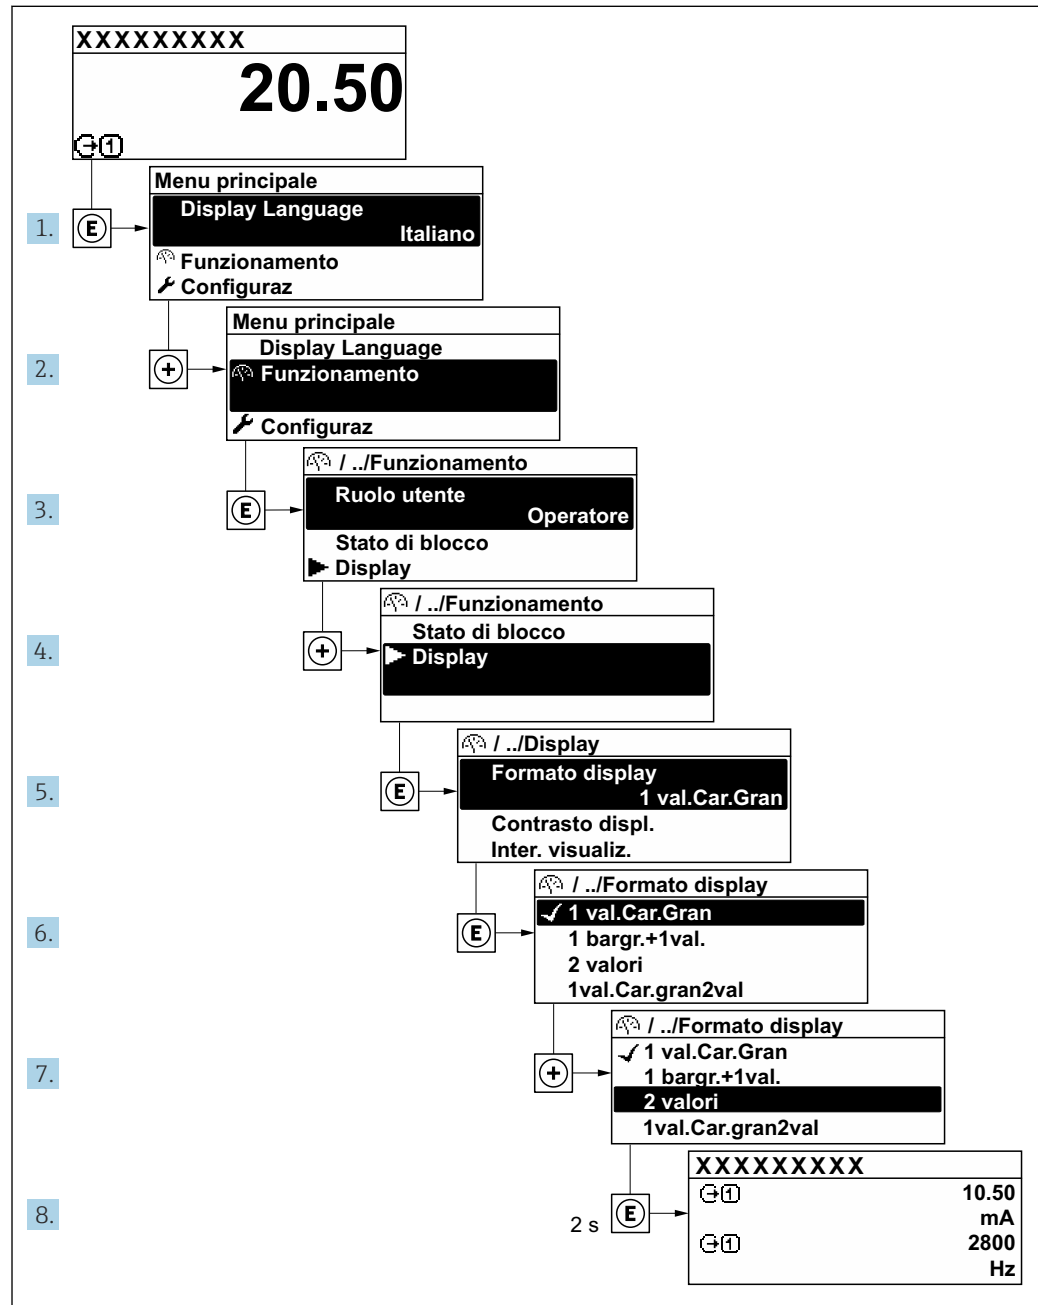 XXXXXXXXX
20.50
1
Menu principale
1.
E
Display Language
Italiano
Funzionamento
Configuraz
Menu principale
2.
+
Display Language
Funzionamento
Configuraz
/ ../Funzionamento
3.
E
Ruolo utente
Operatore
Stato di blocco
Display
/ ../Funzionamento
4.
+
Stato di blocco
Display
/ ../Display
5.
E
Formato display
1 val.Car.Gran
Contrasto displ.
Inter. visualiz.
/ ../Formato display
6.
E
1 val.Car.Gran
1 bargr.+1val.
2 valori
1val.Car.gran2val
/ ../Formato display
7.
+
1 val.Car.Gran
1 bargr.+1val.
2 valori
1val.Car.gran2val
XXXXXXXXX
8.
2 s
E
1 10.50
mA
1 2800
Hz